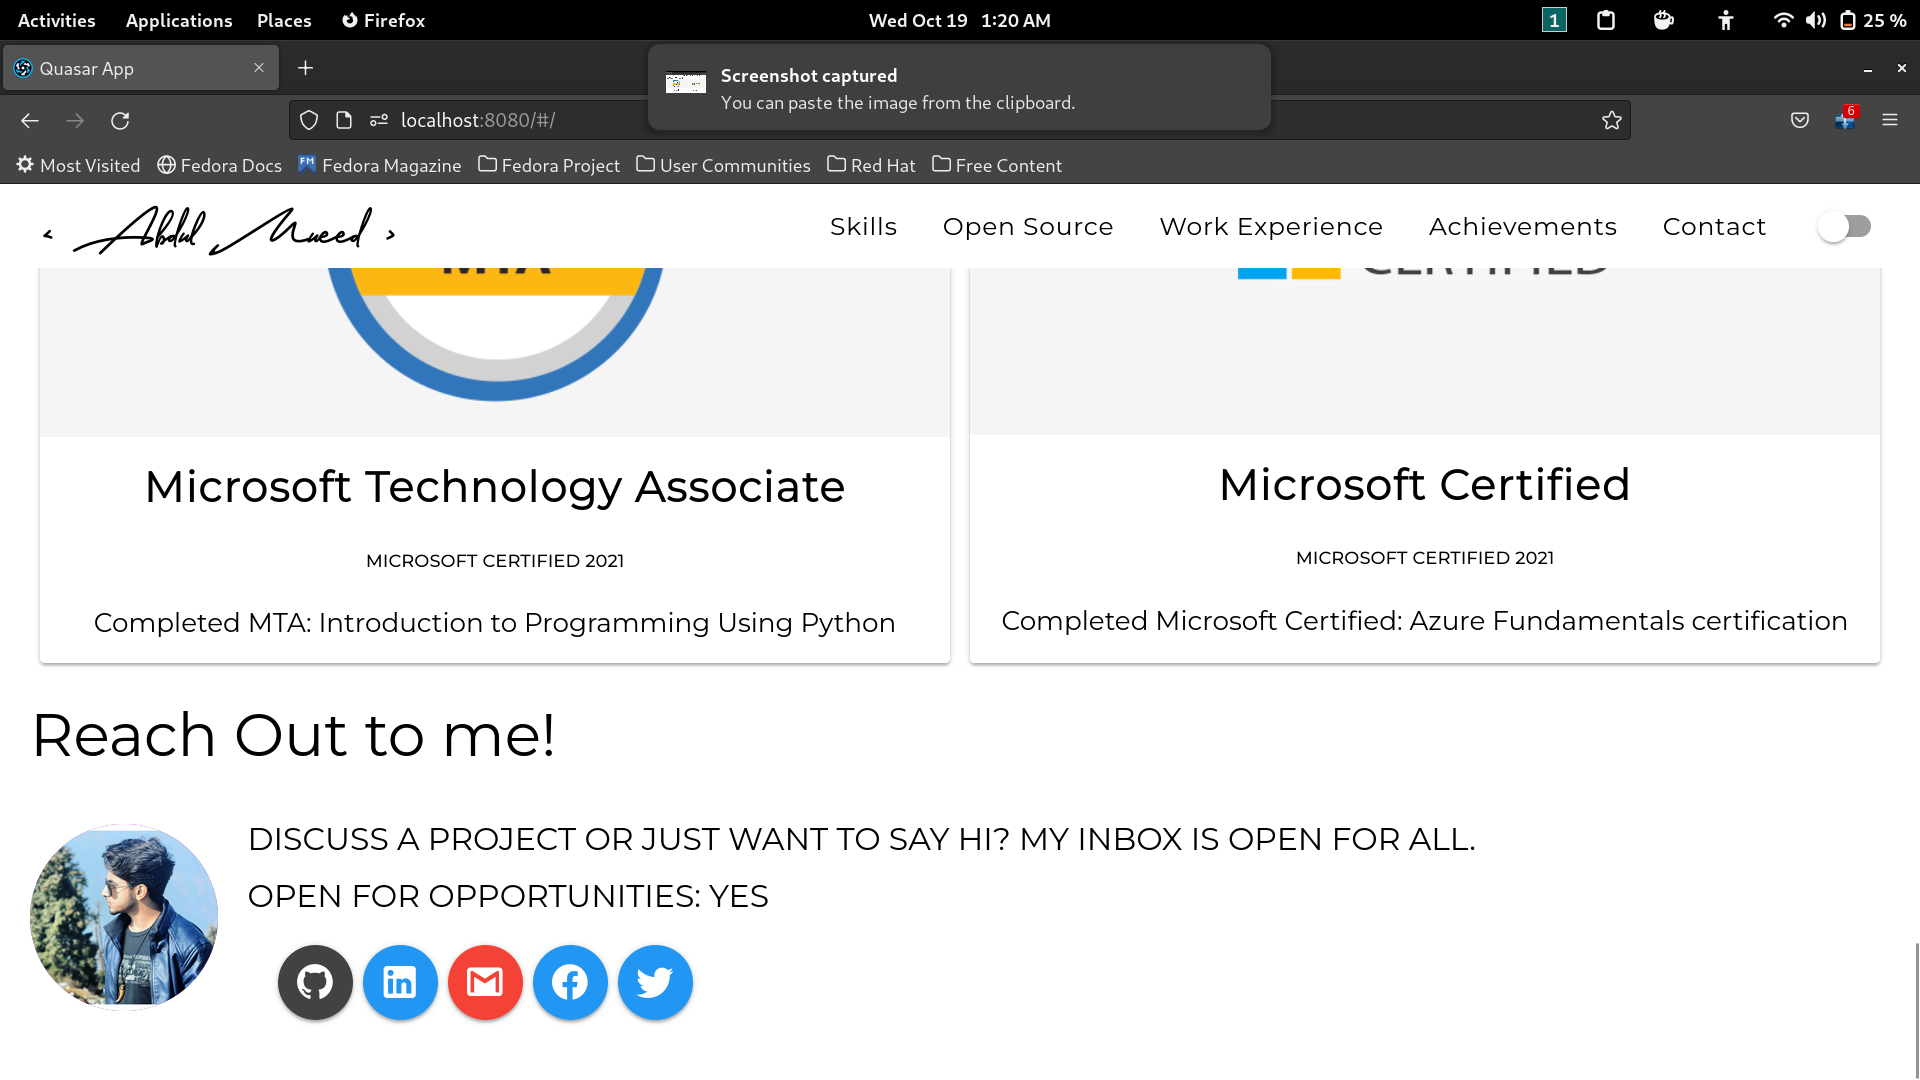 Activities Applications Places Firefox Wed Oct 19 1:20 AM 1 25 %
Quasar App
Screenshot captured
You can paste the image from the clipboard.
localhost:8080/#/
6
Most Visited Fedora Docs Fedora Magazine Fedora Project User Communities Red Hat Free Content
< Abdul Mueed > Skills Open Source Work Experience Achievements Contact
MTA
CERTIFIED
Microsoft Technology Associate
MICROSOFT CERTIFIED 2021
Completed MTA: Introduction to Programming Using Python
Microsoft Certified
MICROSOFT CERTIFIED 2021
Completed Microsoft Certified: Azure Fundamentals certification
Reach Out to me!
DISCUSS A PROJECT OR JUST WANT TO SAY HI? MY INBOX IS OPEN FOR ALL.
OPEN FOR OPPORTUNITIES: YES